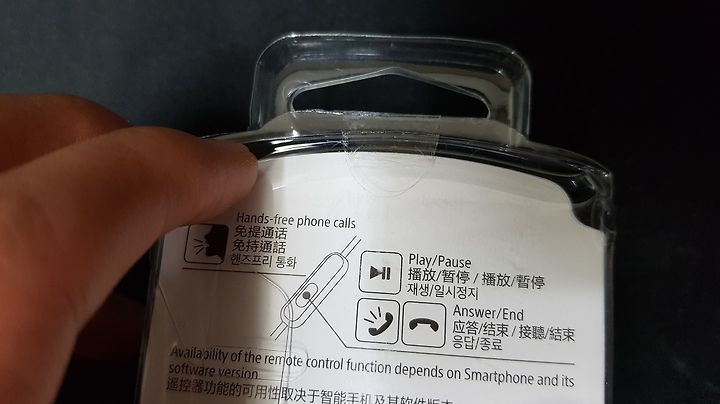 Hands-free phone calls
免提通话
免持通話
핸즈프리 통화
Play/Pause
播放/暫停 / 播放/暫停
재생/일시정지
Answer/End
应答/结束 / 接聽/結束
응답/종료
Availability of the remote control function depends on Smartphone and its
software version.
遥控器功能的可用性取决于智能手机及其软件版本